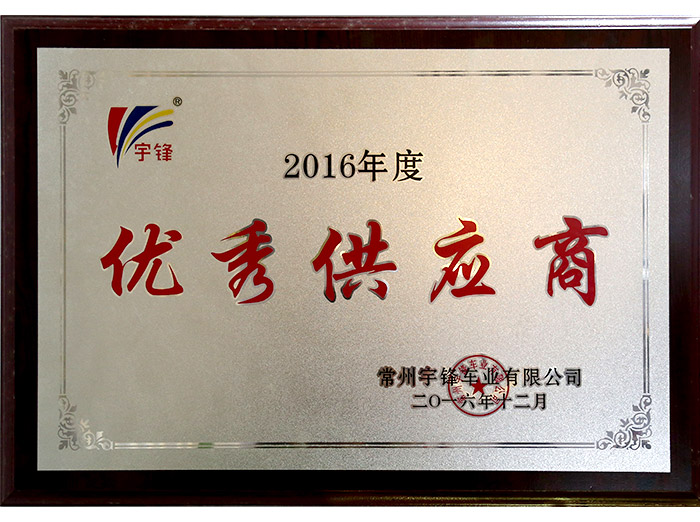 宇锋®
2016年度
优秀供应商
常州宇锋车业有限公司
二〇一六年十二月